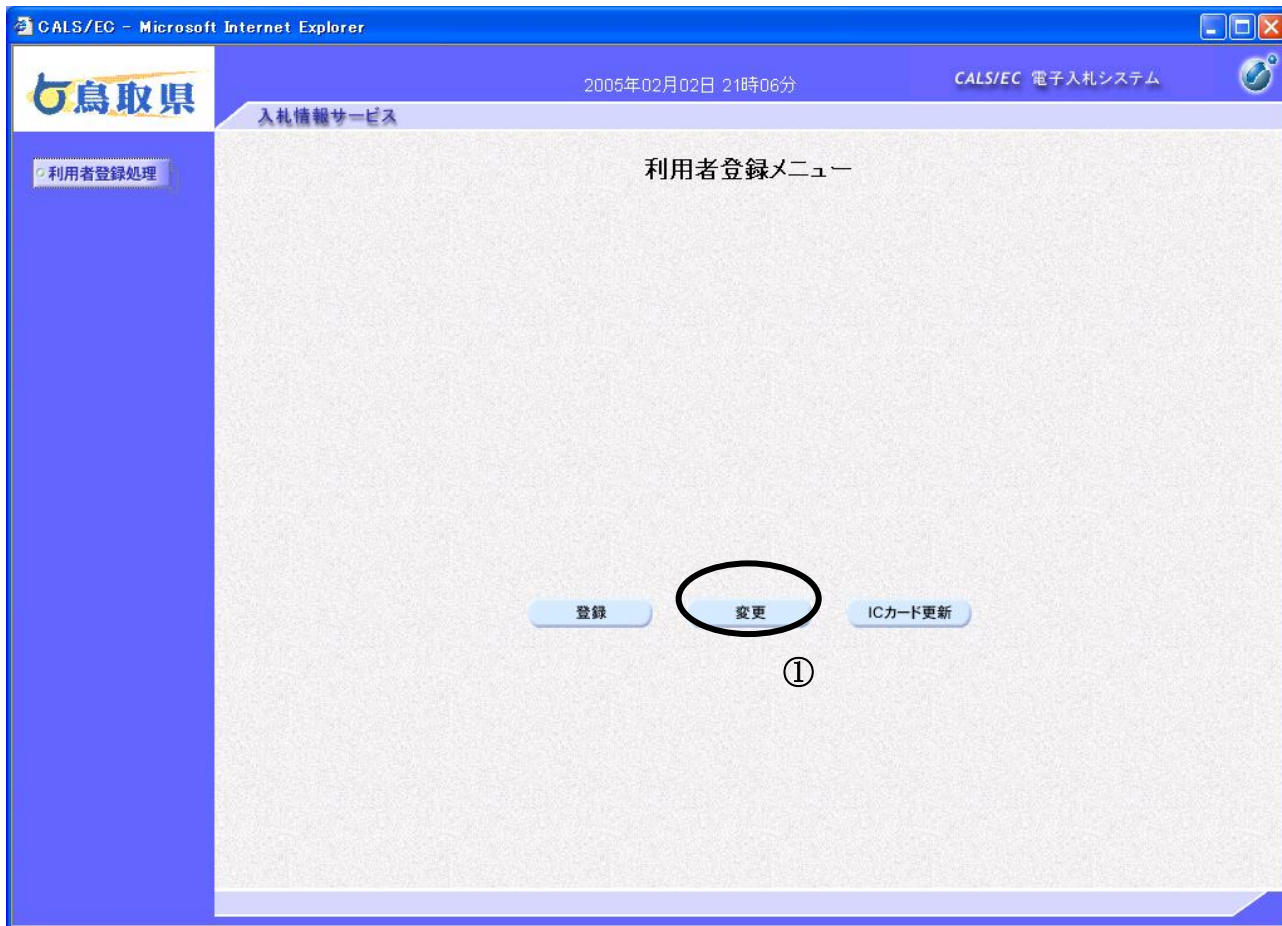 CALS/EC - Microsoft Internet Explorer
鳥取県
2005年02月02日 21時06分
CALS/EC 電子入札システム
入札情報サービス
利用者登録処理
利用者登録メニュー
登録
変更
ICカード更新
①